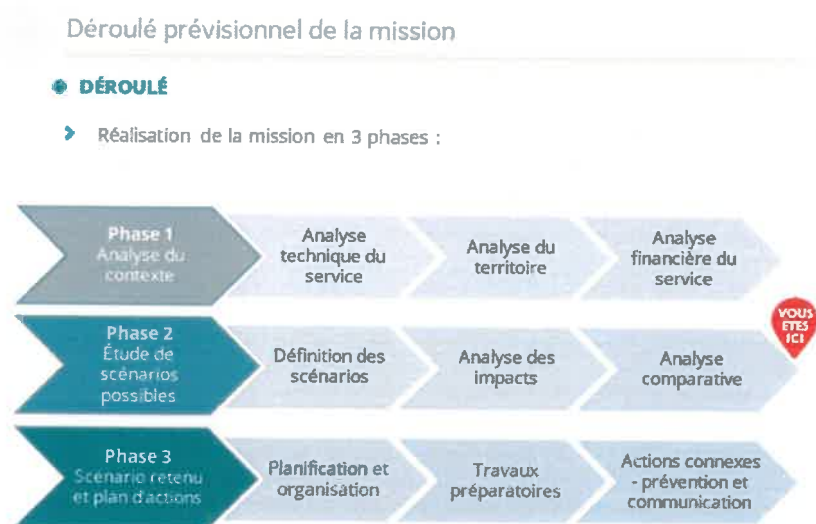 Déroulé prévisionnel de la mission
DÉROULÉ
Réalisation de la mission en 3 phases :
Phase 1
Analyse du
contexte
Analyse
technique du
service
Analyse du
territoire
Analyse
financière du
service
VOUS
ETES
ICI
Phase 2
Étude de
scénarios
possibles
Définition des
scénarios
Analyse des
impacts
Analyse
comparative
Phase 3
Scénario retenu
et plan d'actions
Planification et
organisation
Travaux
préparatoires
Actions connexes
- prévention et
communication